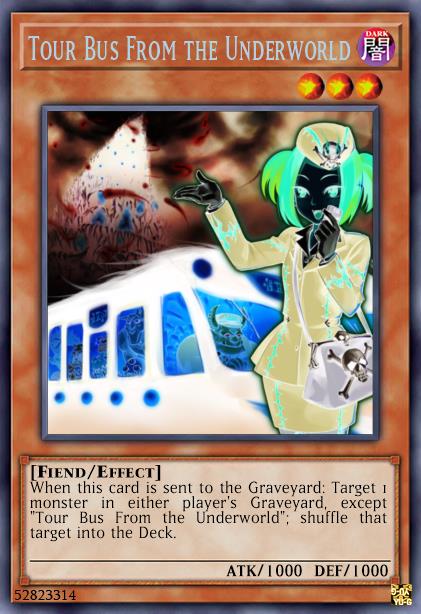 Tour Bus From the Underworld
DARK
闇
[Fiend/Effect]
When this card is sent to the Graveyard: Target 1
monster in either player's Graveyard, except
"Tour Bus From the Underworld"; shuffle that
target into the Deck.
ATK/1000 DEF/1000
52823314